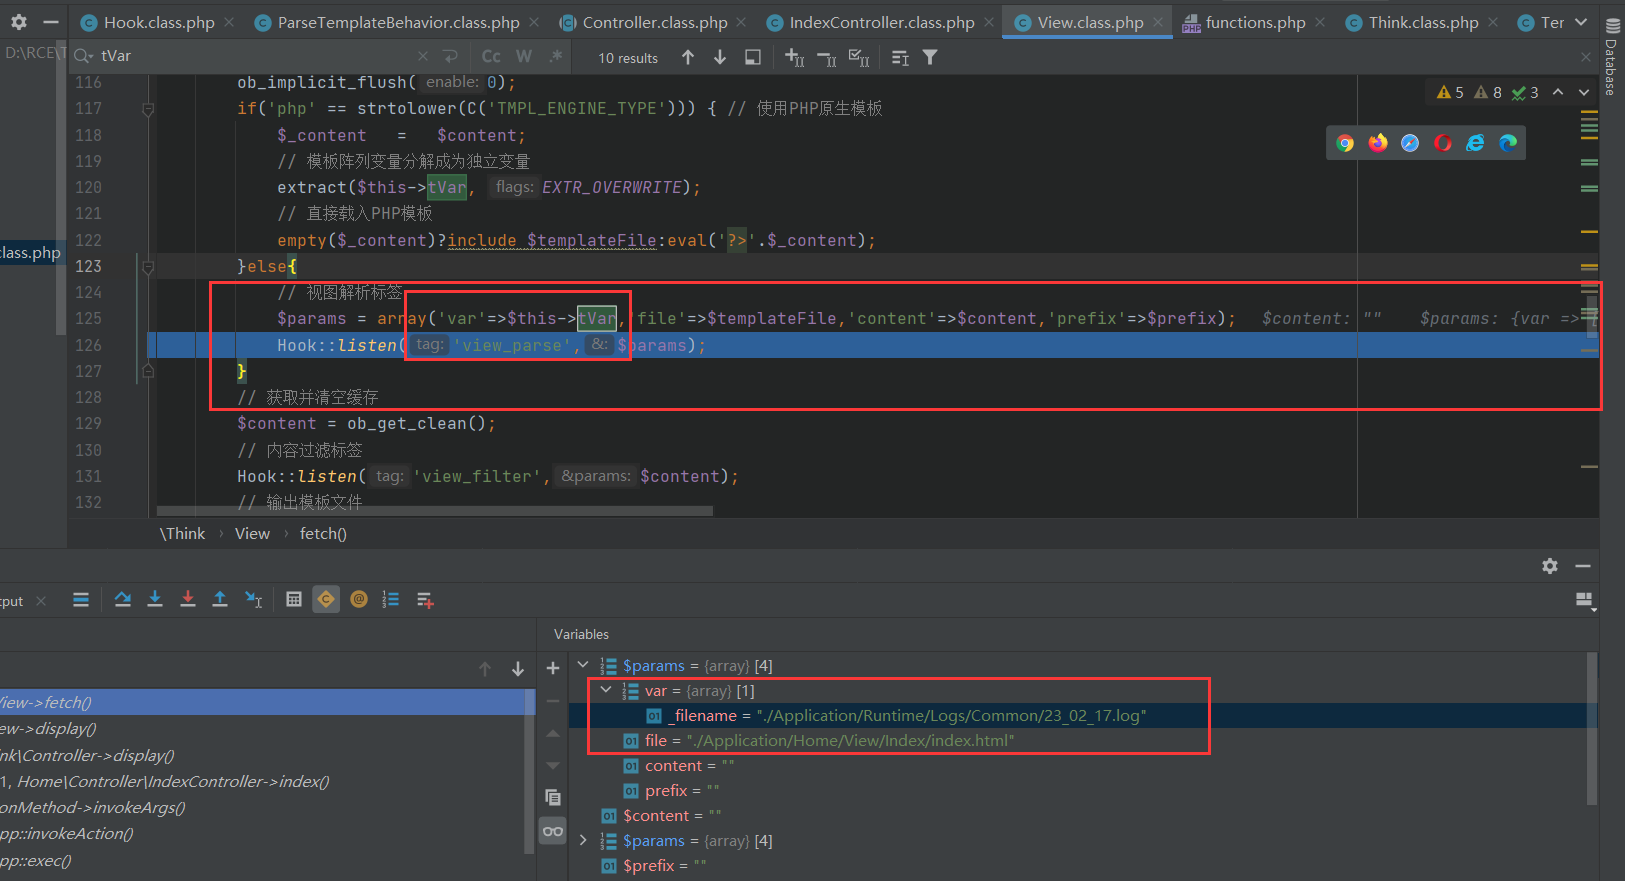 Hook.class.php ParseTemplateBehavior.class.php Controller.class.php IndexController.class.php View.class.php functions.php Think.class.php Ter
D:\RCE\T
tVar Cc W .* 10 results
Database
116 ob_implicit_flush( enable: 0);
5 8 3
117 if('php' == strtolower(C('TMPL_ENGINE_TYPE'))) { // 使用PHP原生模板
118 $_content = $content;
119 // 模板阵列变量分解成为独立变量
120 extract($this->tVar, flags: EXTR_OVERWRITE);
121 // 直接载入PHP模板
122 empty($_content)?include $templateFile:eval('?>'.$_content);
class.php
123 }else{
124 // 视图解析标签
125 $params = array('var'=>$this->tVar,'file'=>$templateFile,'content'=>$content,'prefix'=>$prefix); $content: "" $params: {var => [
126 Hook::listen( tag: 'view_parse', &: $params);
127 }
128 // 获取并清空缓存
129 $content = ob_get_clean();
130 // 内容过滤标签
131 Hook::listen( tag: 'view_filter', &params: $content);
132 // 输出模板文件
\Think › View › fetch()
put
Variables
View->fetch()
ew->display()
ink\Controller->display()
1, Home\Controller\IndexController->index()
onMethod->invokeArgs()
pp::invokeAction()
pp::exec()
$params = {array} [4]
var = {array} [1]
_filename = "./Application/Runtime/Logs/Common/23_02_17.log"
file = "./Application/Home/View/Index/index.html"
content = ""
prefix = ""
$content = ""
$params = {array} [4]
$prefix = ""